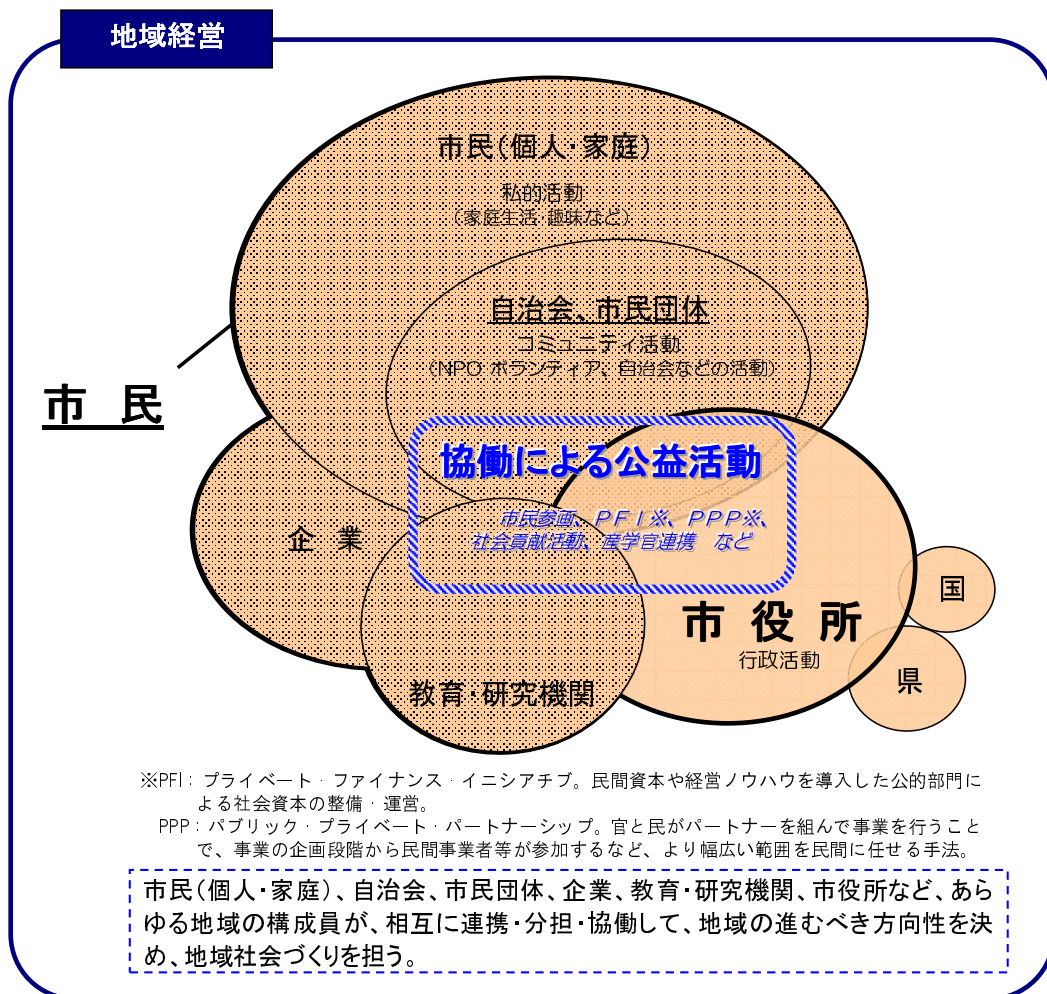 地域経営
市民(個人・家庭)
私的活動
(家庭生活・趣味など)
自治会、市民団体
コミュニティ活動
(NPO ボランティア、自治会などの活動)
市 民
協働による公益活動
市民参画、PFI※、PPP※、
社会貢献活動、産学官連携 など
企 業
国
市 役 所
行政活動
県
教育・研究機関
※PFI:プライベート・ファイナンス・イニシアチブ。民間資本や経営ノウハウを導入した公的部門に
よる社会資本の整備・運営。
PPP:パブリック・プライベート・パートナーシップ。官と民がパートナーを組んで事業を行うこと
で、事業の企画段階から民間事業者等が参加するなど、より幅広い範囲を民間に任せる手法。
市民(個人・家庭)、自治会、市民団体、企業、教育・研究機関、市役所など、あら
ゆる地域の構成員が、相互に連携・分担・協働して、地域の進むべき方向性を決
め、地域社会づくりを担う。